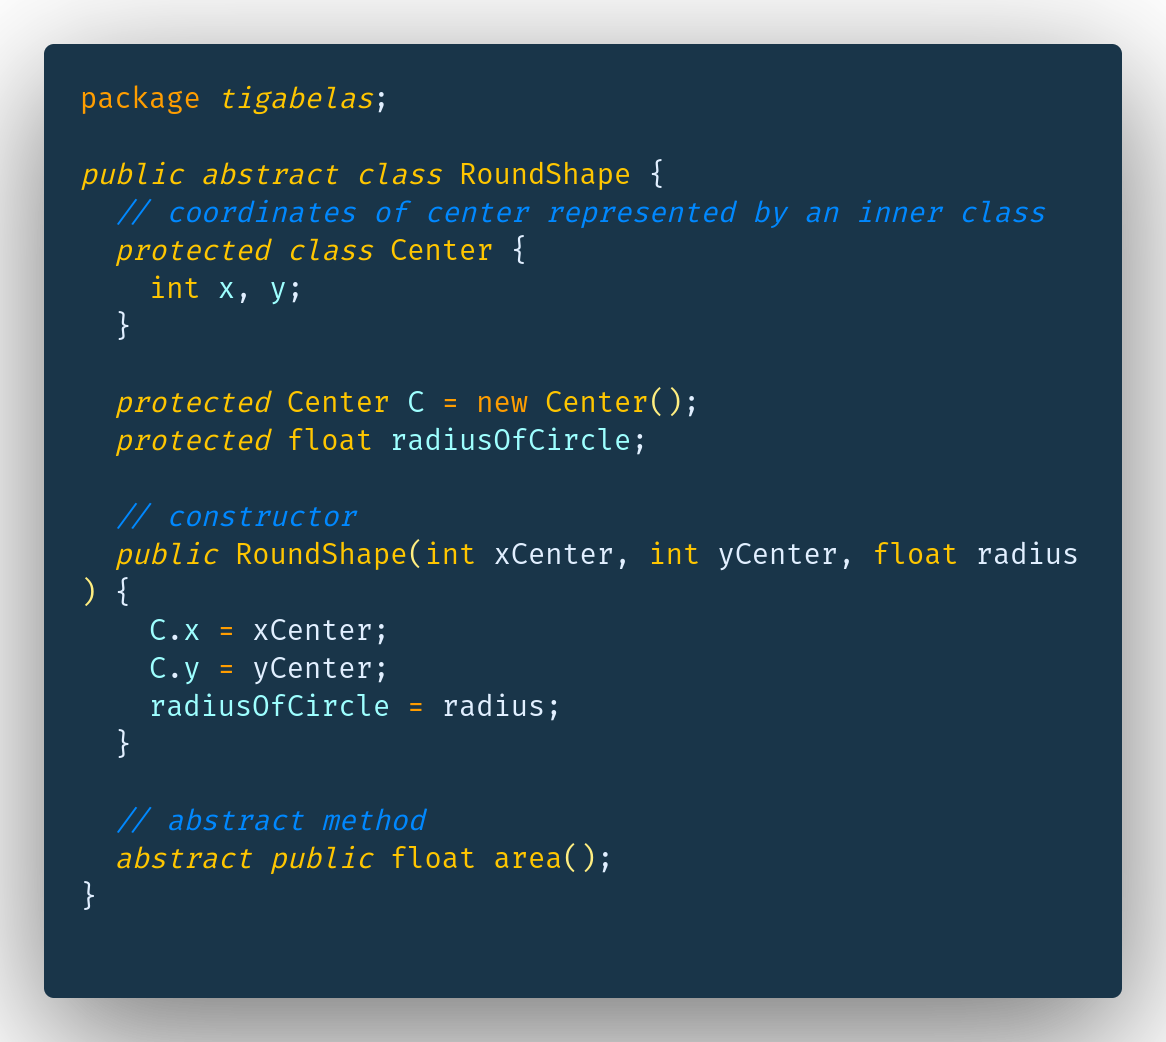 package tigabelas;

public abstract class RoundShape {
  // coordinates of center represented by an inner class
  protected class Center {
    int x, y;
  }

  protected Center C = new Center();
  protected float radiusOfCircle;

  // constructor
  public RoundShape(int xCenter, int yCenter, float radius
) {
    C.x = xCenter;
    C.y = yCenter;
    radiusOfCircle = radius;
  }

  // abstract method
  abstract public float area();
}